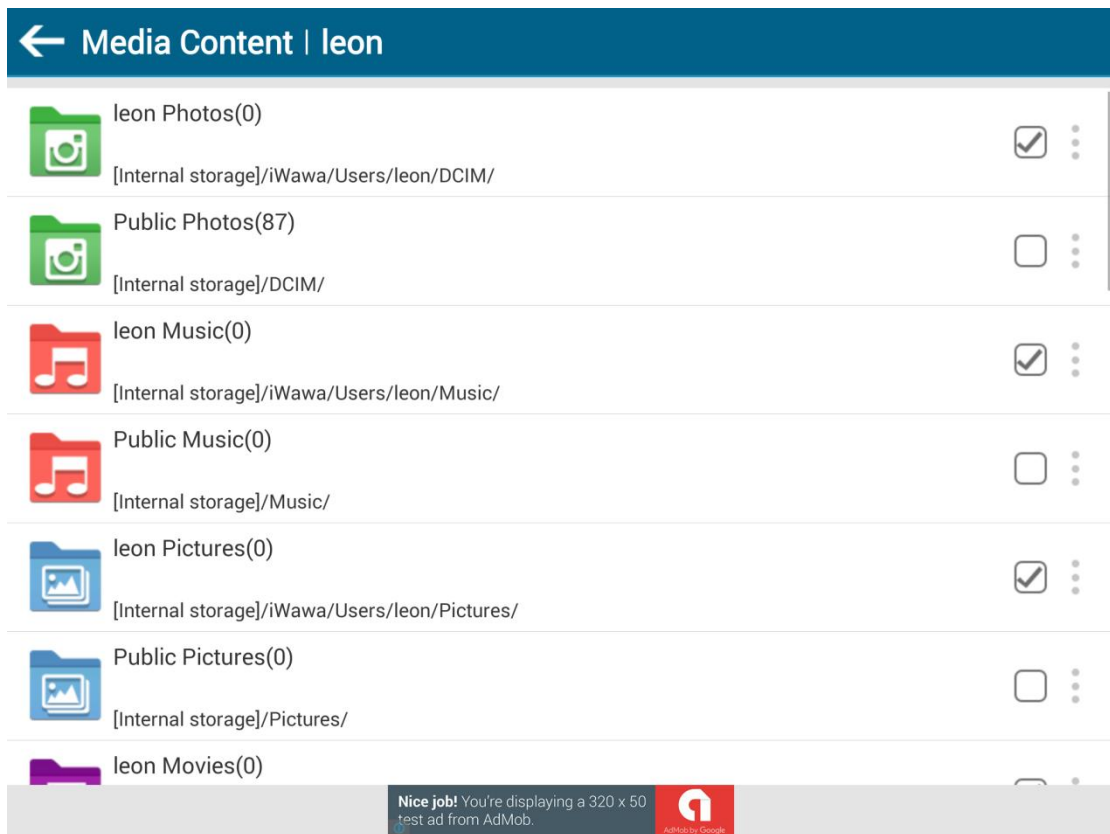 Media Content | leon
leon Photos(0)
[Internal storage]/iWawa/Users/leon/DCIM/
Public Photos(87)
[Internal storage]/DCIM/
leon Music(0)
[Internal storage]/iWawa/Users/leon/Music/
Public Music(0)
[Internal storage]/Music/
leon Pictures(0)
[Internal storage]/iWawa/Users/leon/Pictures/
Public Pictures(0)
[Internal storage]/Pictures/
leon Movies(0)
Nice job! You're displaying a 320 x 50
test ad from AdMob.
AdMob by Google